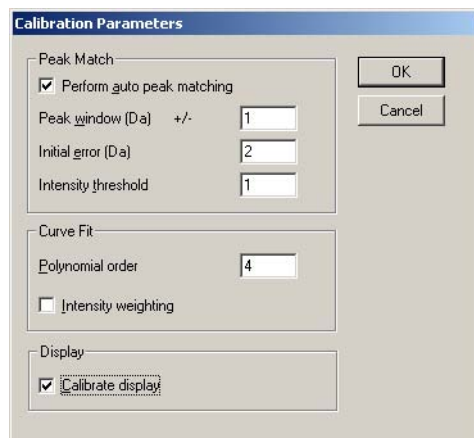 Calibration Parameters
Peak Match
Perform auto peak matching
Peak window (Da) +/- 1
Initial error (Da) 2
Intensity threshold 1
OK
Cancel
Curve Fit
Polynomial order 4
Intensity weighting
Display
Calibrate display